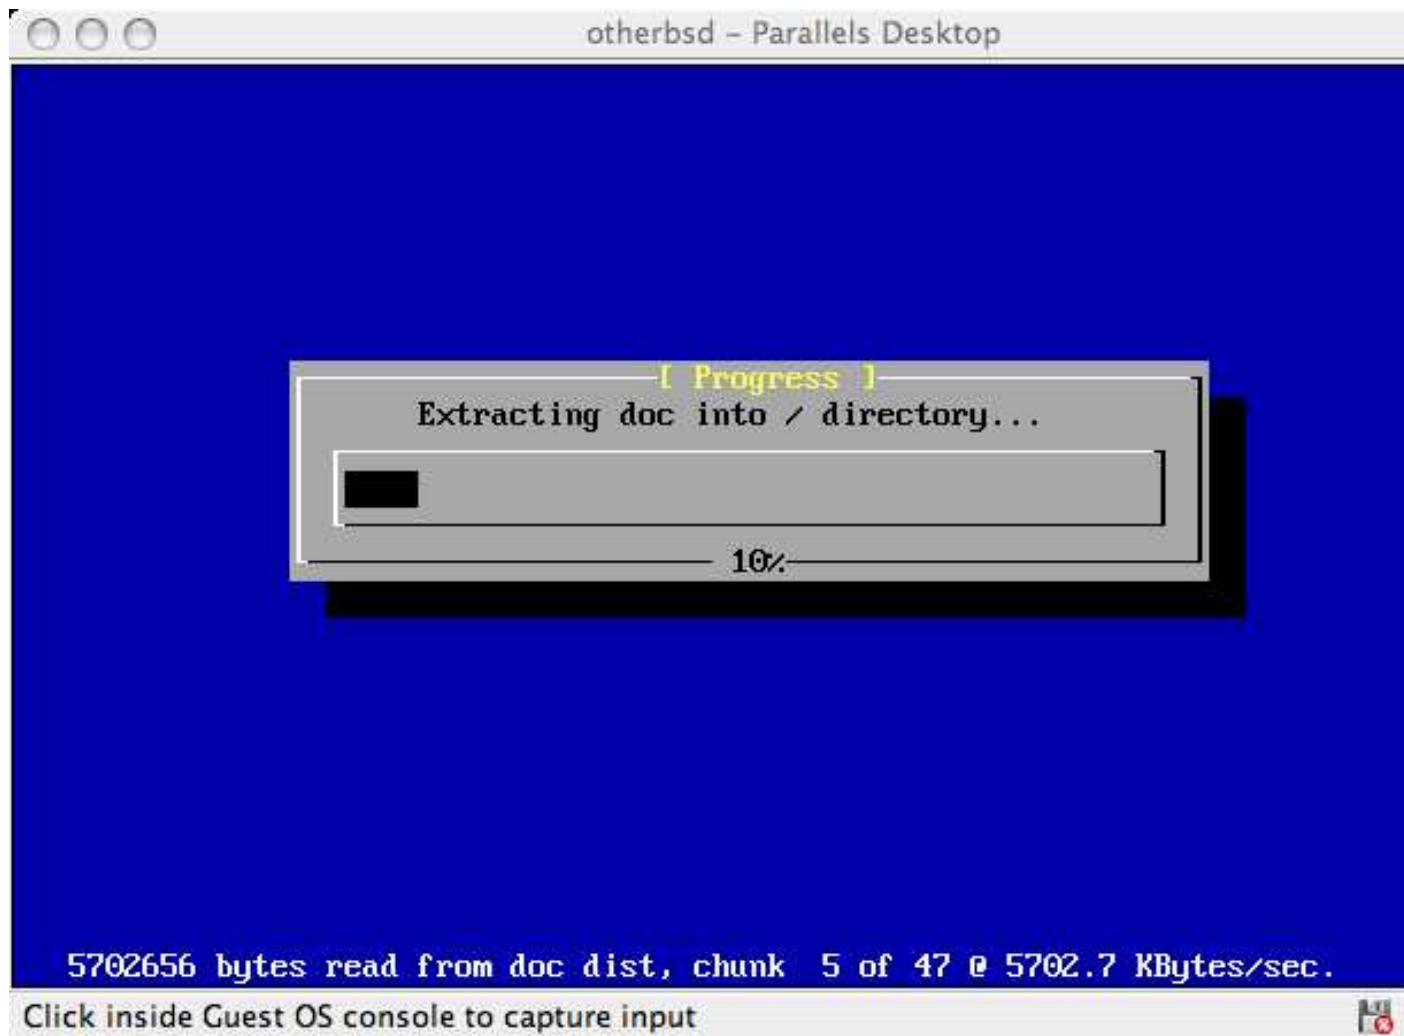 otherbsd – Parallels Desktop
[ Progress ]
Extracting doc into / directory...
10%
5702656 bytes read from doc dist, chunk  5 of 47 @ 5702.7 KBytes/sec.
Click inside Guest OS console to capture input